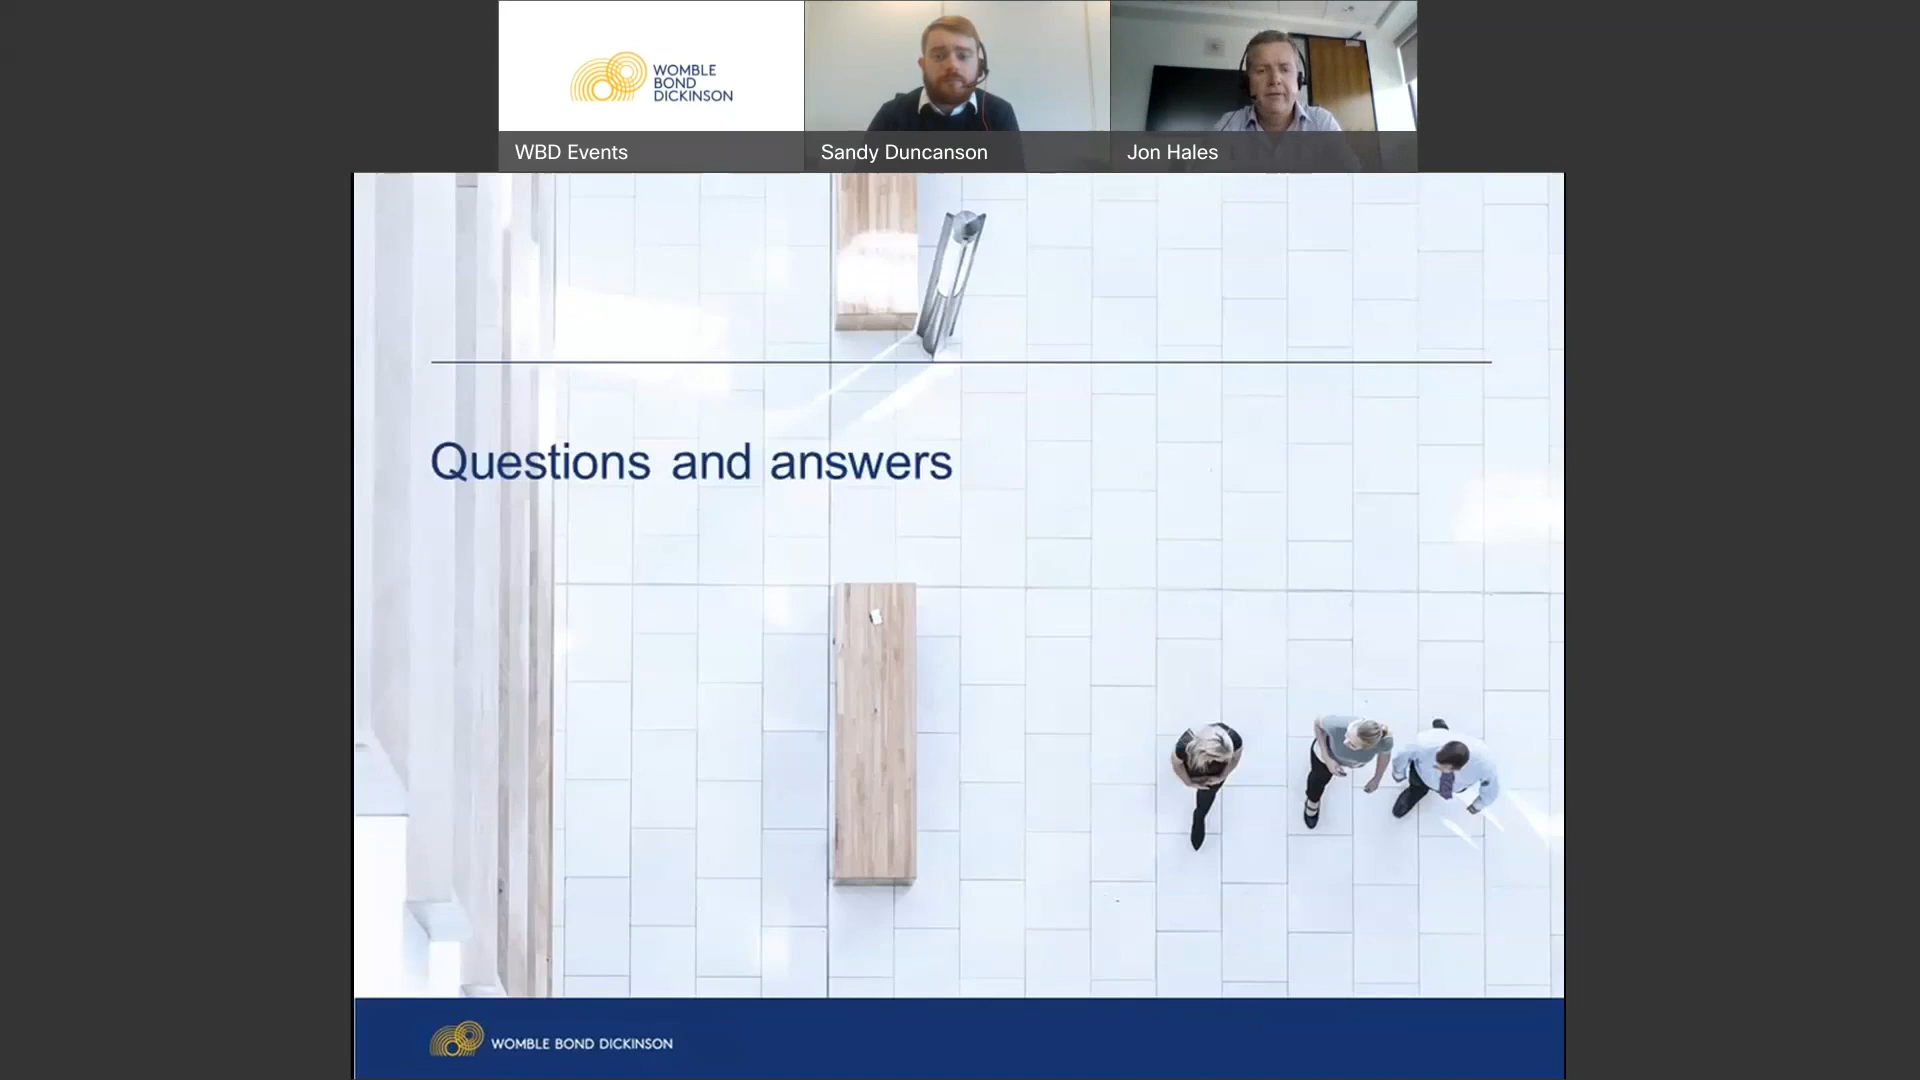 WOMBLE
BOND
DICKINSON
WBD Events
Sandy Duncanson
Jon Hales
Questions and answers
WOMBLE BOND DICKINSON